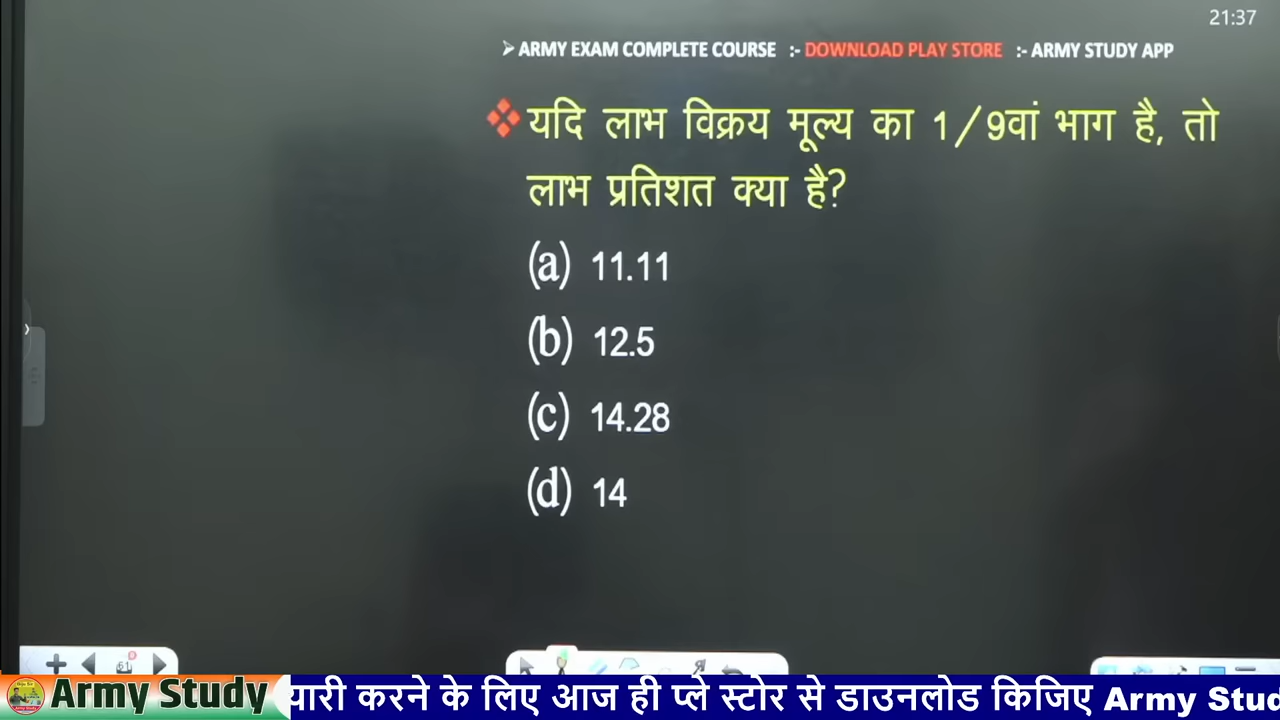 21:37
➢ ARMY EXAM COMPLETE COURSE :- DOWNLOAD PLAY STORE :- ARMY STUDY APP
❖ यदि लाभ विक्रय मूल्य का 1/9वां भाग है, तो
लाभ प्रतिशत क्या है?
(a) 11.11
(b) 12.5
(c) 14.28
(d) 14
61
Army Study यारी करने के लिए आज ही प्ले स्टोर से डाउनलोड किजिए Army Stud